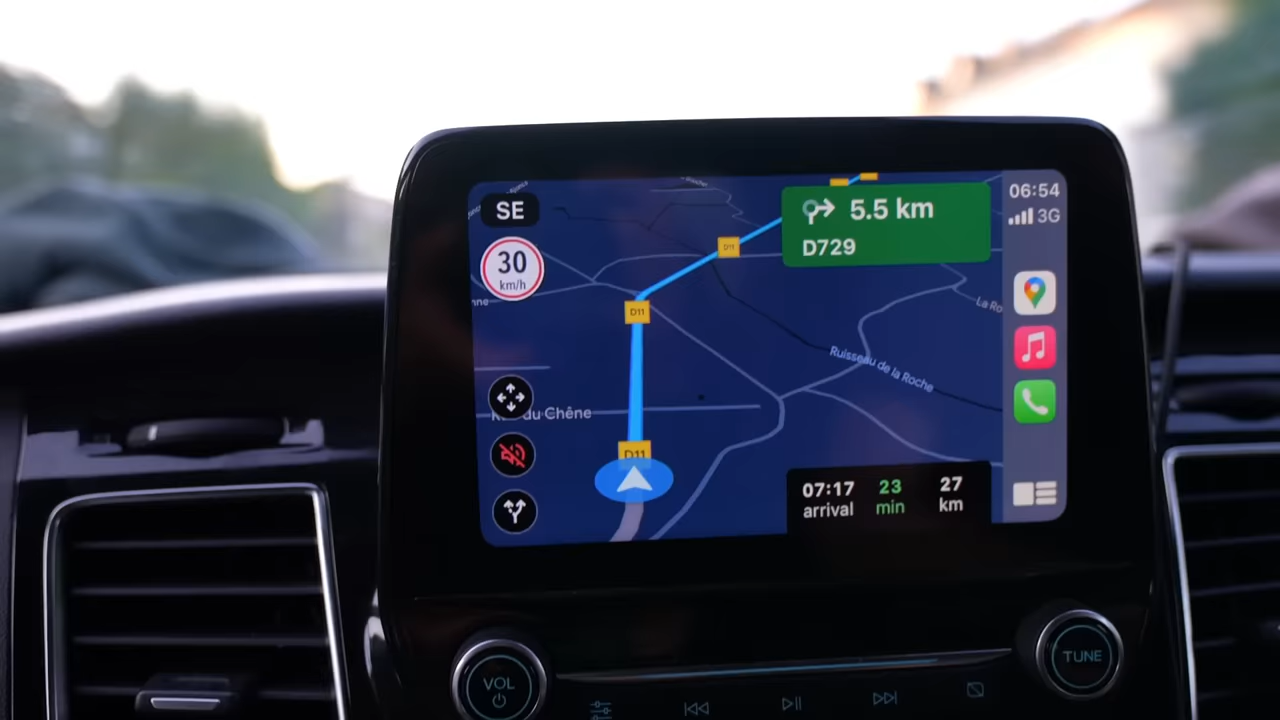 SE
30
km/h
5.5 km
D729
06:54
3G
D11
D11
D11
La Ro
Ruisseau de la Roche
du Chêne
07:17 23 27
arrival min km
VOL
TUNE